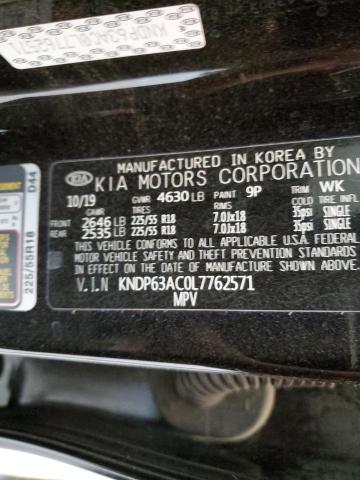 KNDP63AC0L7762571
MANUFACTURED IN KOREA BY
KIA KIA MOTORS CORPORATION
10/19 GVWR 4630 LB PAINT 9P TRIM WK
GAWR TIRES RIMS COLD TIRE INFL
FRONT 2646 LB 225/55 R18 7.0Jx18 35psi SINGLE
REAR 2535 LB 225/55 R18 7.0Jx18 35psi SINGLE
THIS VEHICLE CONFORMS TO ALL APPLICABLE U.S.A. FEDERAL
MOTOR VEHICLE SAFETY AND THEFT PREVENTION STANDARDS
IN EFFECT ON THE DATE OF MANUFACTURE SHOWN ABOVE.
V.I.N KNDP63AC0L7762571
MPV
225/55R18 D44